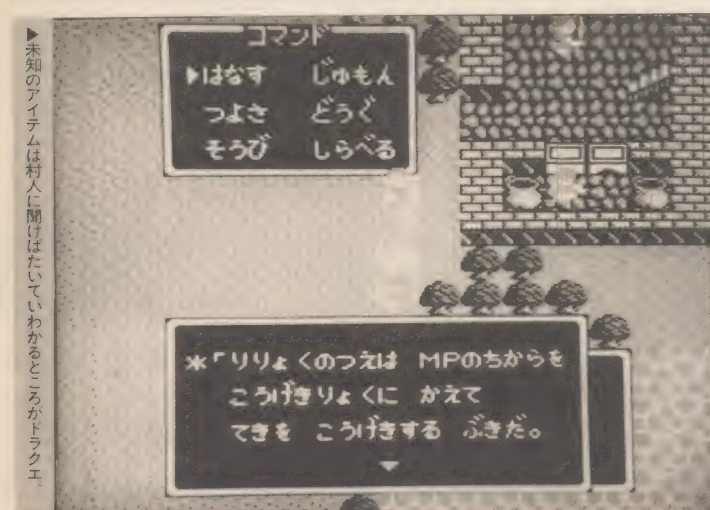 ▶未知のアイテムは村人に聞けばたいていわかるところがドラクエ
コマンド
▶はなす じゅもん
つよさ どうぐ
そうび しらべる
*「りりょくのつえは MPのちからを
こうげきりょくに かえて
てきを こうげきする ぶきだ。
▼